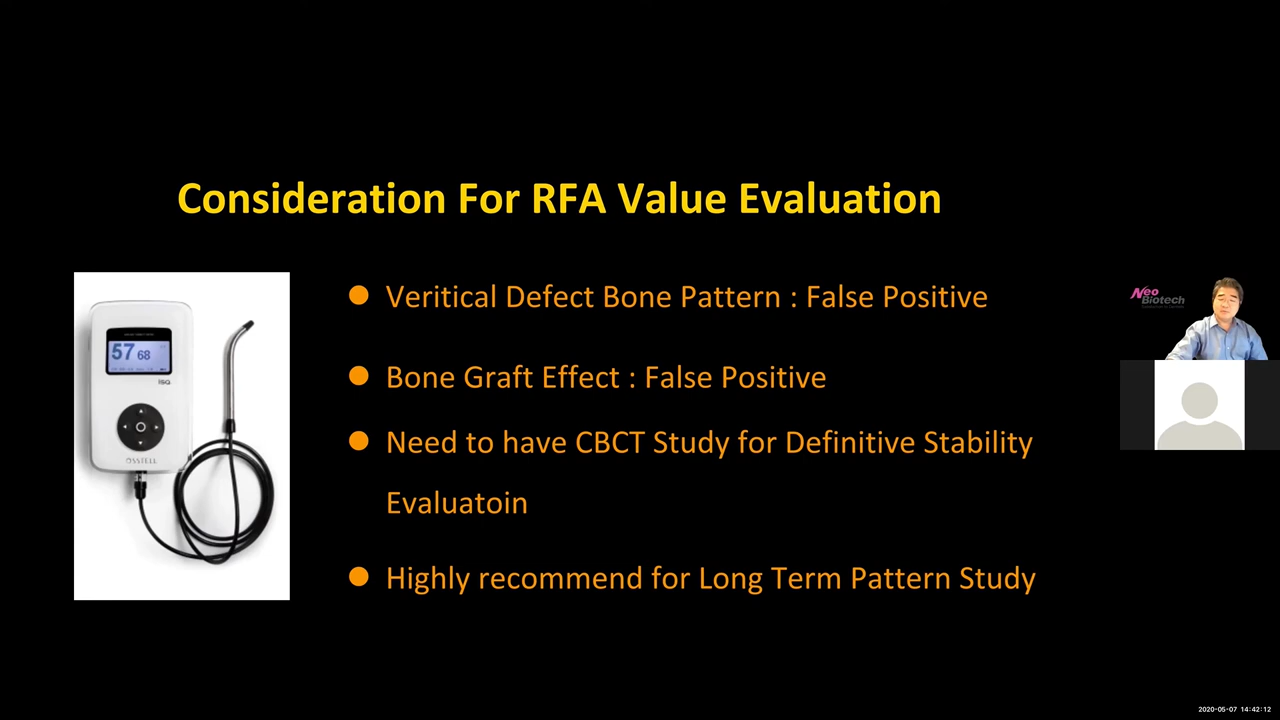 Consideration For RFA Value Evaluation
Veritical Defect Bone Pattern : False Positive
Bone Graft Effect : False Positive
Need to have CBCT Study for Definitive Stability
Evaluatoin
Highly recommend for Long Term Pattern Study
57 68
isq
OSSTELL
Neo
Biotech
2020-05-07 14:42:12